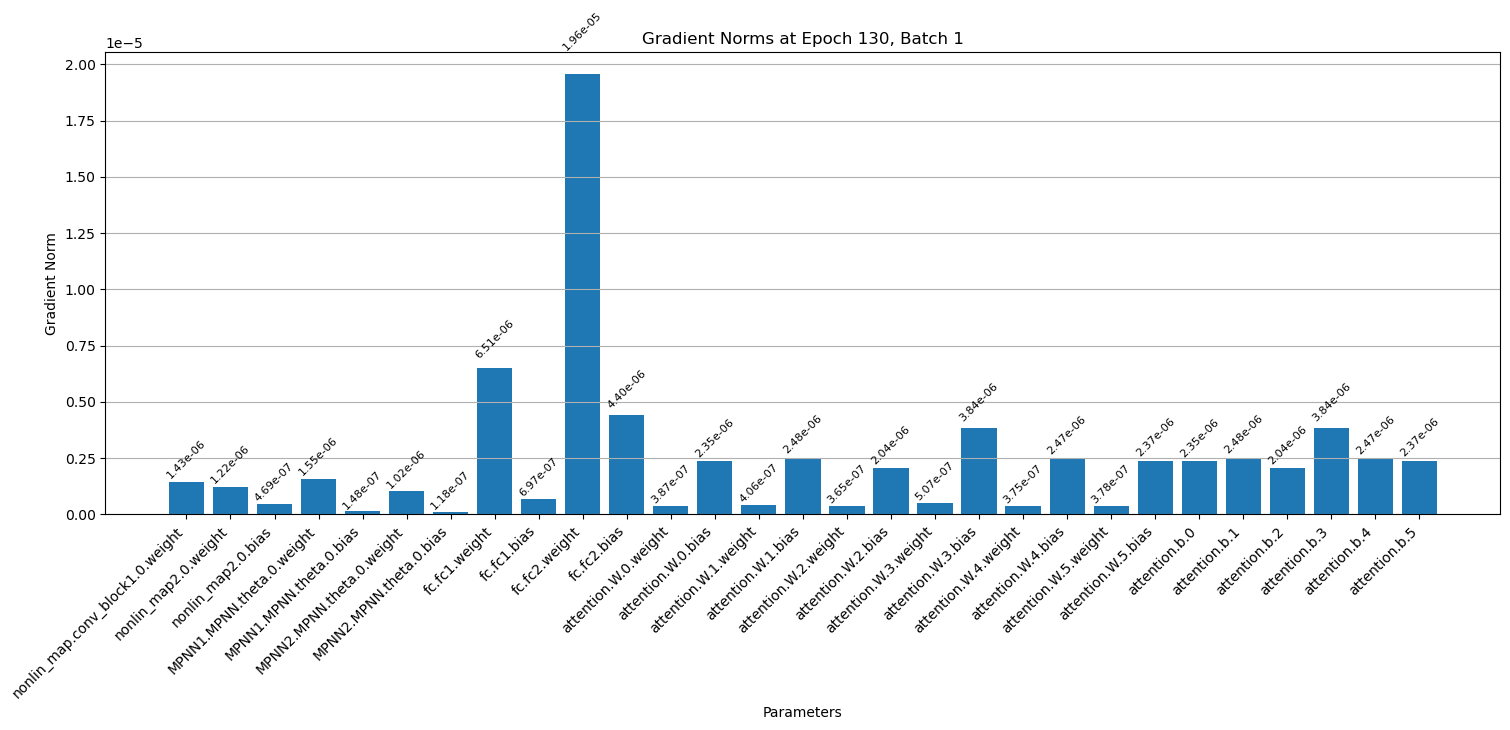 Gradient Norms at Epoch 130, Batch 1
1e−5
2.00
1.75
1.50
1.25
1.00
0.75
0.50
0.25
0.00
Gradient Norm
1.43e-06
1.22e-06
4.69e-07
1.55e-06
1.48e-07
1.02e-06
1.18e-07
6.51e-06
6.97e-07
1.96e-05
4.40e-06
3.87e-07
2.35e-06
4.06e-07
2.48e-06
3.65e-07
2.04e-06
5.07e-07
3.84e-06
3.75e-07
2.47e-06
3.78e-07
2.37e-06
2.35e-06
2.48e-06
2.04e-06
3.84e-06
2.47e-06
2.37e-06
nonlin_map.conv_block1.0.weight
nonlin_map2.0.weight
nonlin_map2.0.bias
MPNN1.MPNN.theta.0.weight
MPNN1.MPNN.theta.0.bias
MPNN2.MPNN.theta.0.weight
MPNN2.MPNN.theta.0.bias
fc.fc1.weight
fc.fc1.bias
fc.fc2.weight
fc.fc2.bias
attention.W.0.weight
attention.W.0.bias
attention.W.1.weight
attention.W.1.bias
attention.W.2.weight
attention.W.2.bias
attention.W.3.weight
attention.W.3.bias
attention.W.4.weight
attention.W.4.bias
attention.W.5.weight
attention.W.5.bias
attention.b.0
attention.b.1
attention.b.2
attention.b.3
attention.b.4
attention.b.5
Parameters